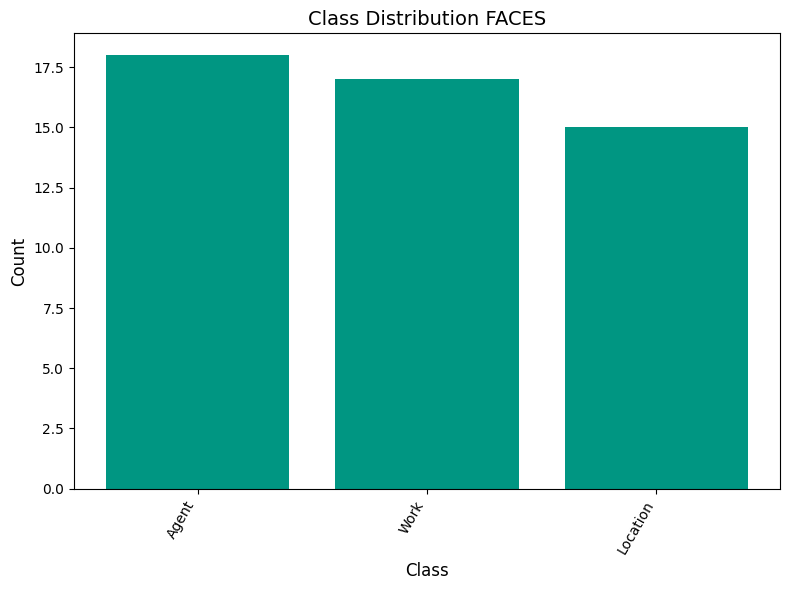 Class Distribution FACES
Count
17.5
15.0
12.5
10.0
7.5
5.0
2.5
0.0
Agent
Work
Location
Class